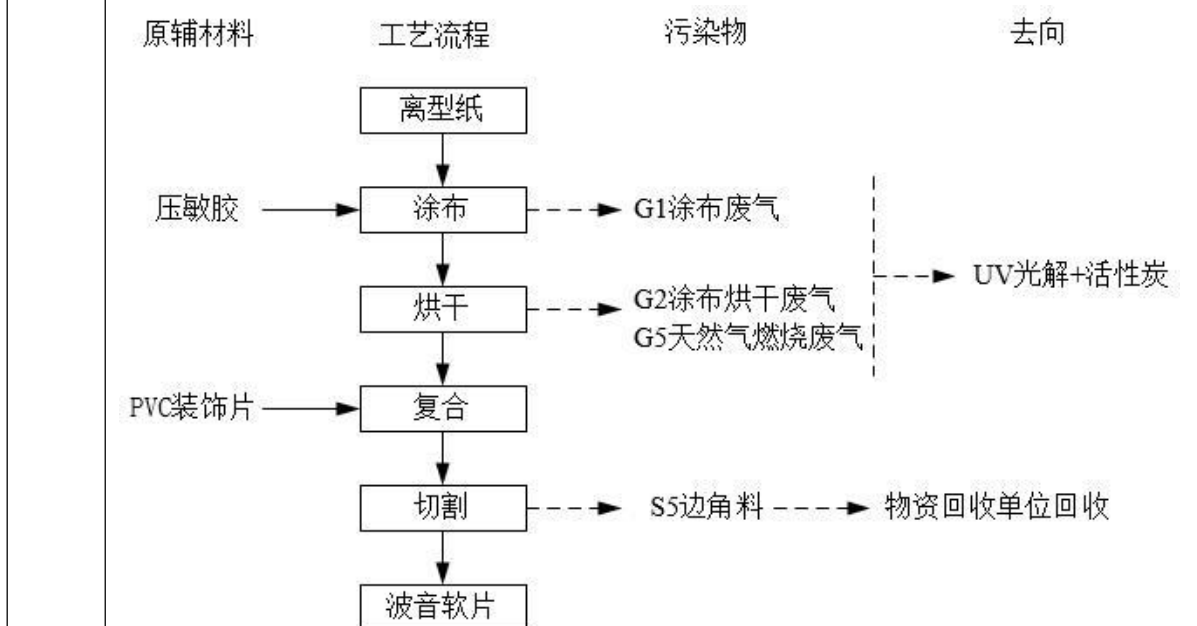 原辅材料 工艺流程 污染物 去向
离型纸
压敏胶 涂布 G1涂布废气
UV光解+活性炭
烘干 G2涂布烘干废气
G5天然气燃烧废气
PVC装饰片 复合
切割 S5边角料 物资回收单位回收
波音软片